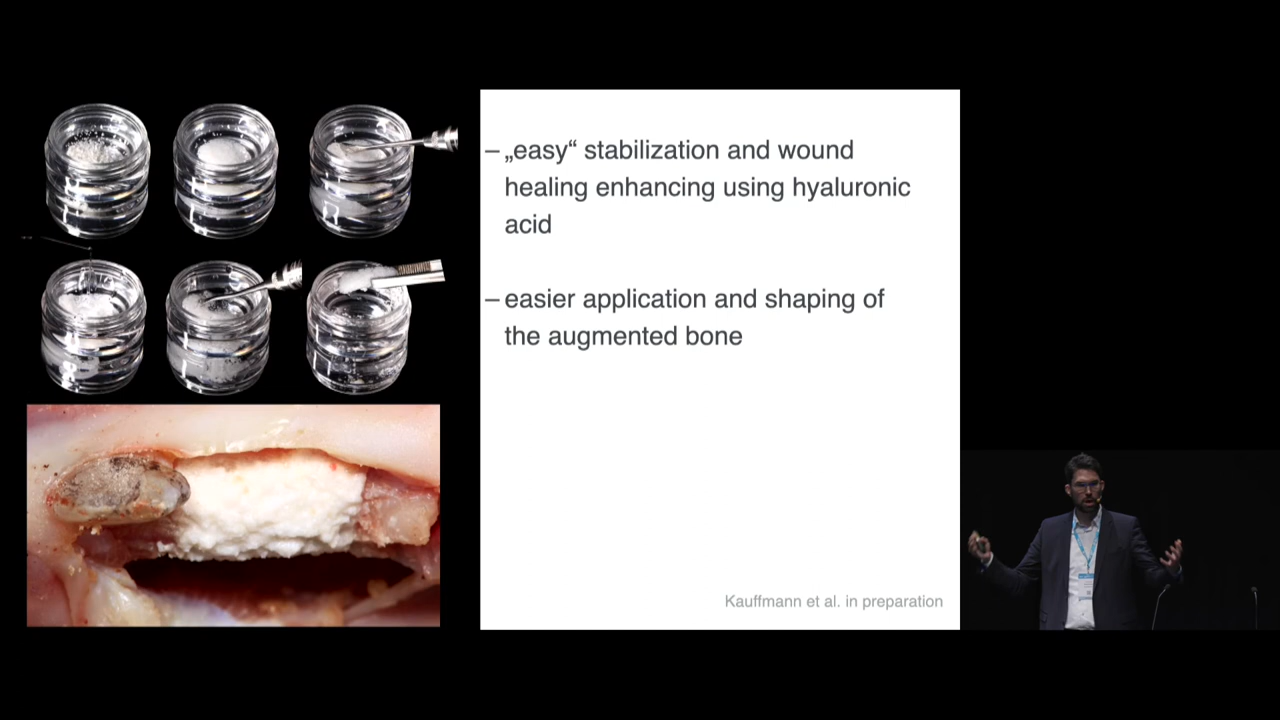 – „easy“ stabilization and wound
healing enhancing using hyaluronic
acid
– easier application and shaping of
the augmented bone
Kauffmann et al. in preparation